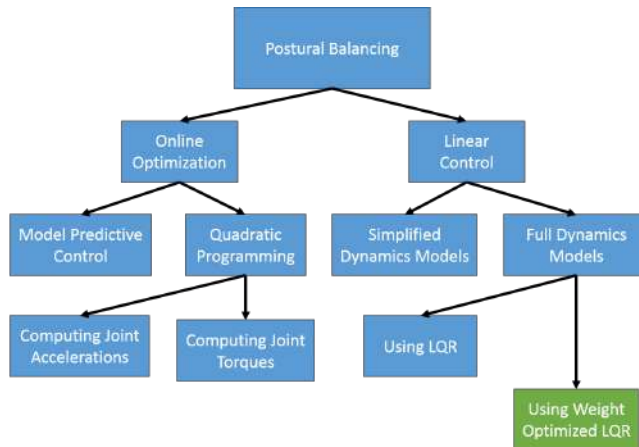 Postural Balancing
Online
Optimization
Linear
Control
Model Predictive
Control
Quadratic
Programming
Simplified
Dynamics Models
Full Dynamics
Models
Computing Joint
Accelerations
Computing Joint
Torques
Using LQR
Using Weight
Optimized LQR